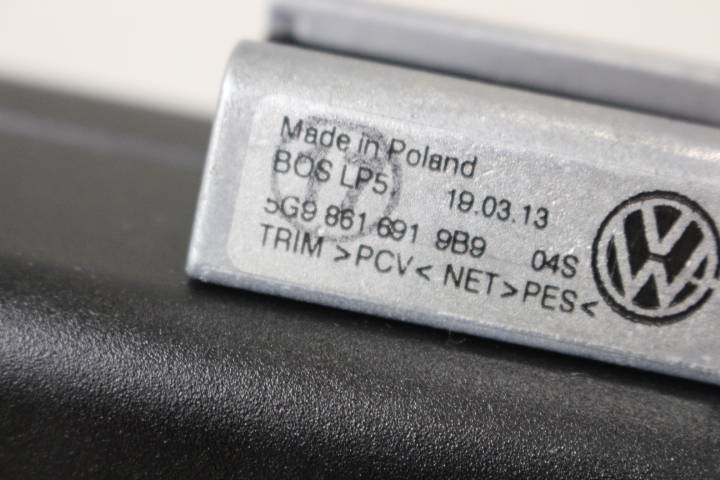 Made in Poland
BOS LP5, 19.03.13
5G9 861 691 9B9 04S
TRIM >PCV< NET>PES<